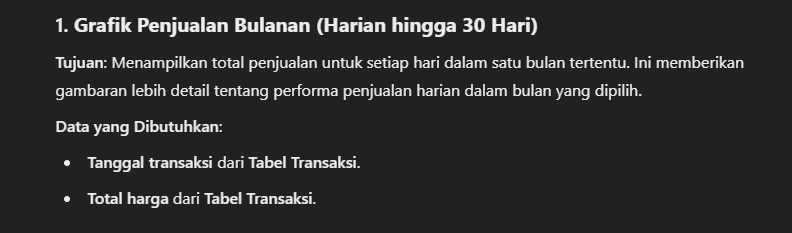 1. Grafik Penjualan Bulanan (Harian hingga 30 Hari)
Tujuan: Menampilkan total penjualan untuk setiap hari dalam satu bulan tertentu. Ini memberikan
gambaran lebih detail tentang performa penjualan harian dalam bulan yang dipilih.
Data yang Dibutuhkan:
• Tanggal transaksi dari Tabel Transaksi.
• Total harga dari Tabel Transaksi.